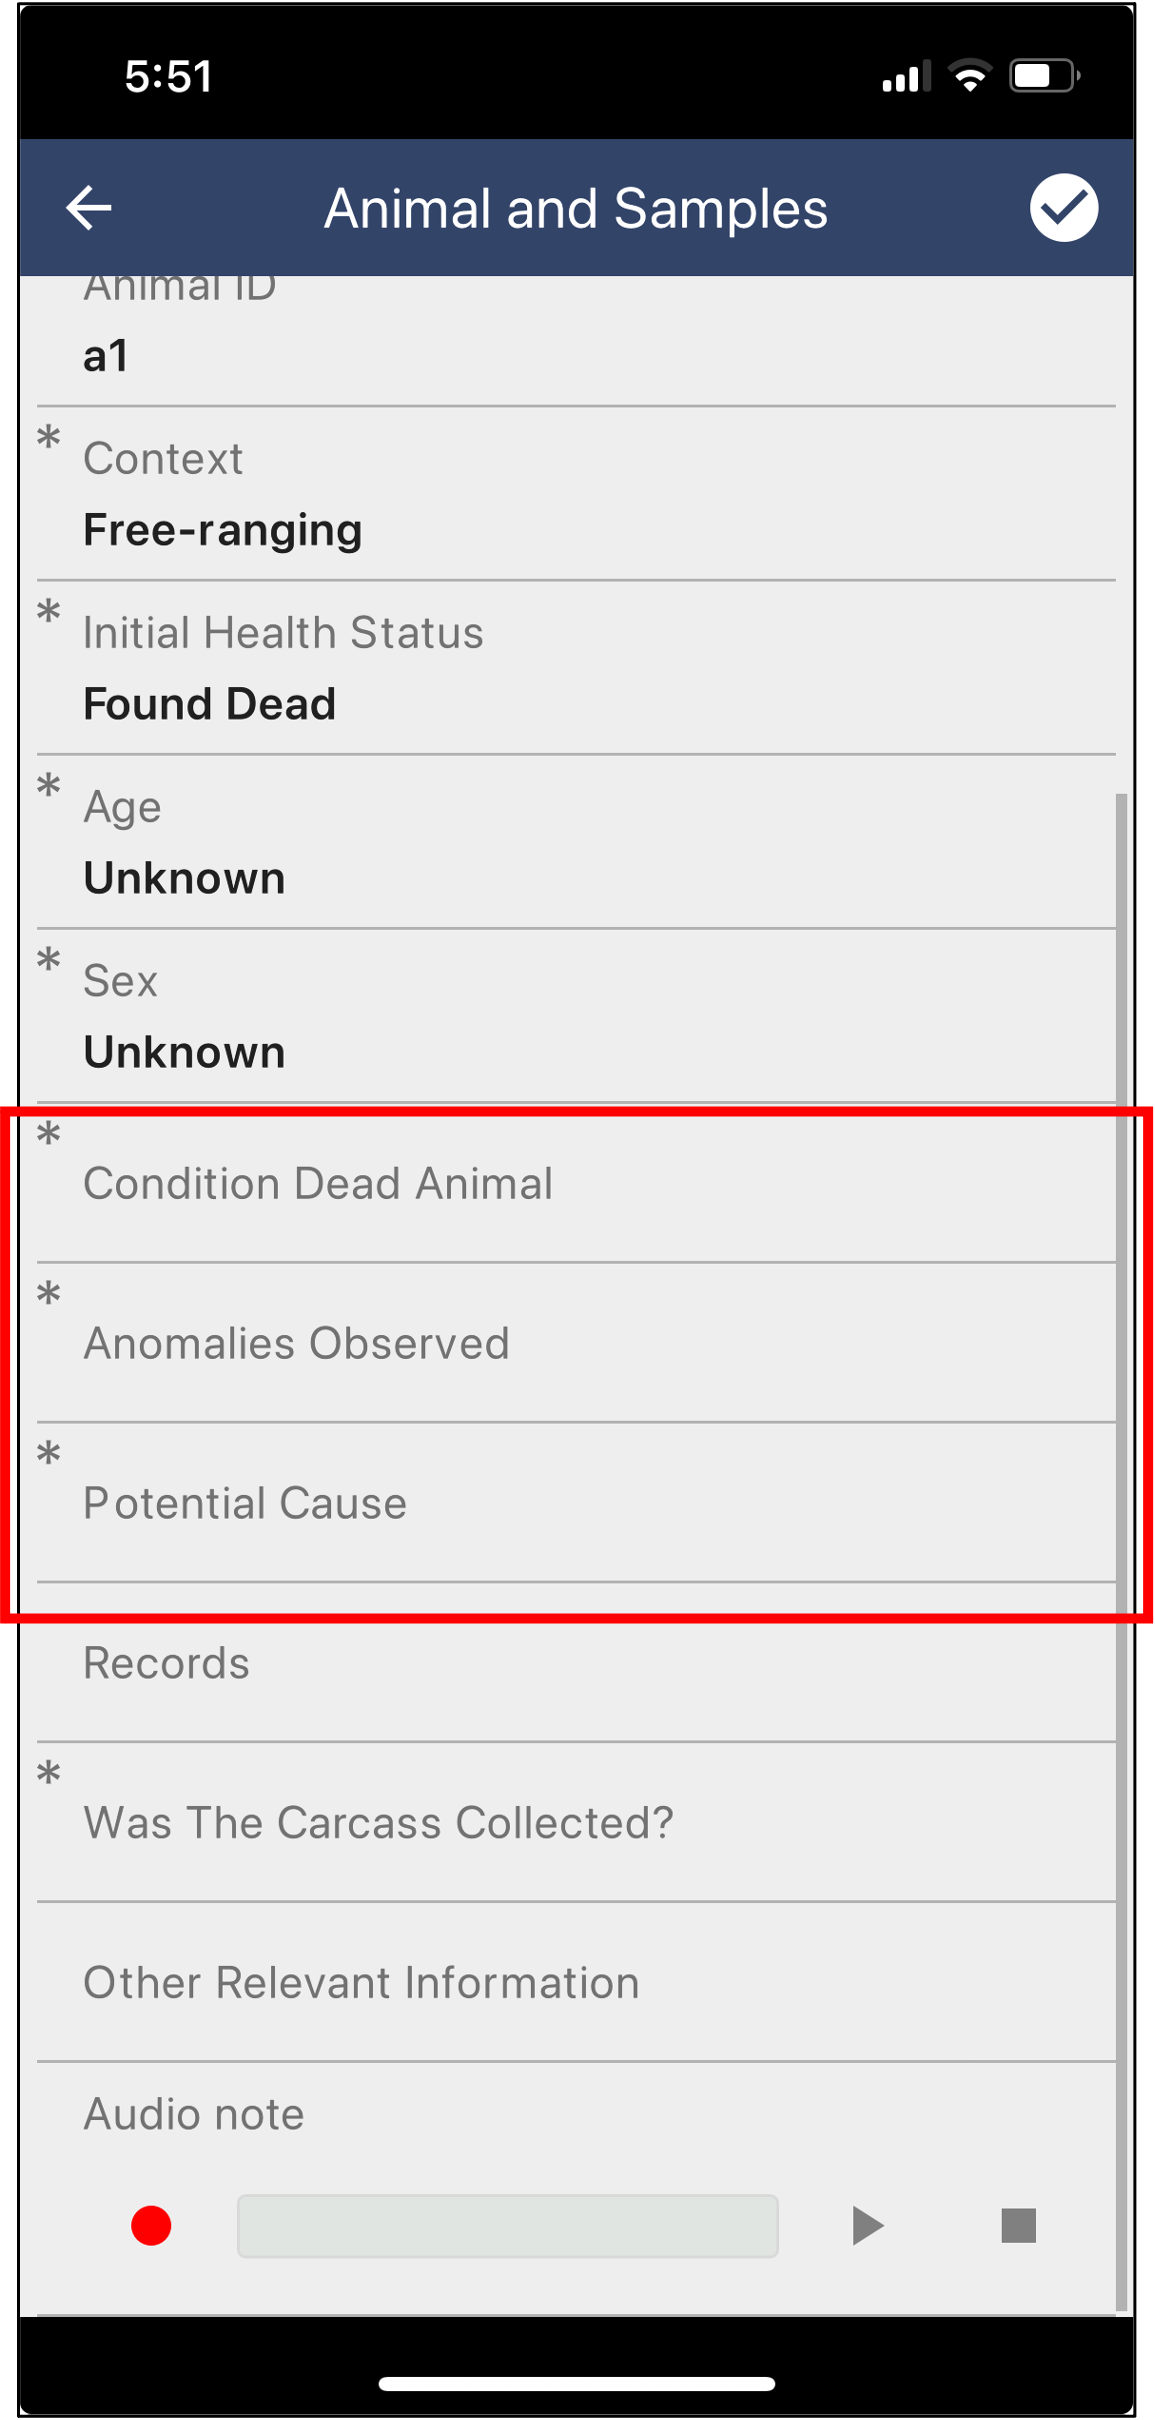 5:51
Animal and Samples
Animal ID
a1
* Context
Free-ranging
* Initial Health Status
Found Dead
* Age
Unknown
* Sex
Unknown
* Condition Dead Animal
* Anomalies Observed
* Potential Cause
Records
* Was The Carcass Collected?
Other Relevant Information
Audio note